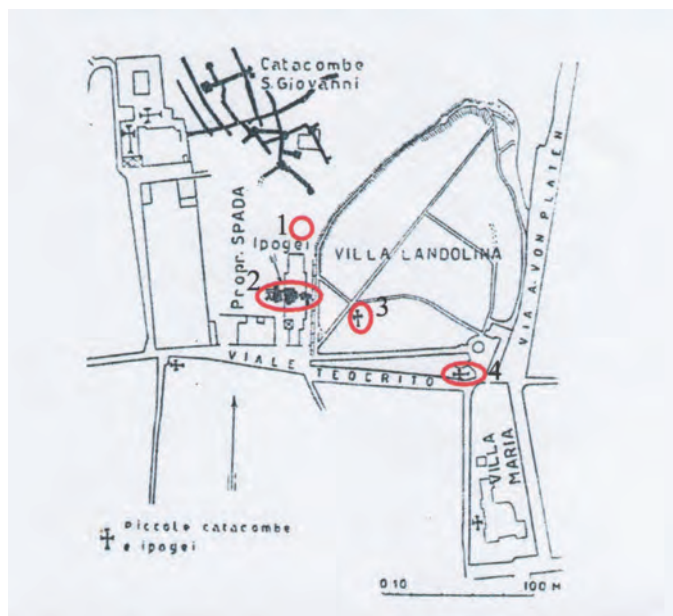 Catacombe
S. Giovanni
1
Ipogei
Propr. SPADA
2
VILLA LANDOLINA
3
VIA A. VON PLATEN
VIALE TEOCRITO
4
VILLA
MARIA
Piccole catacombe
e ipogei
0 10 100 M